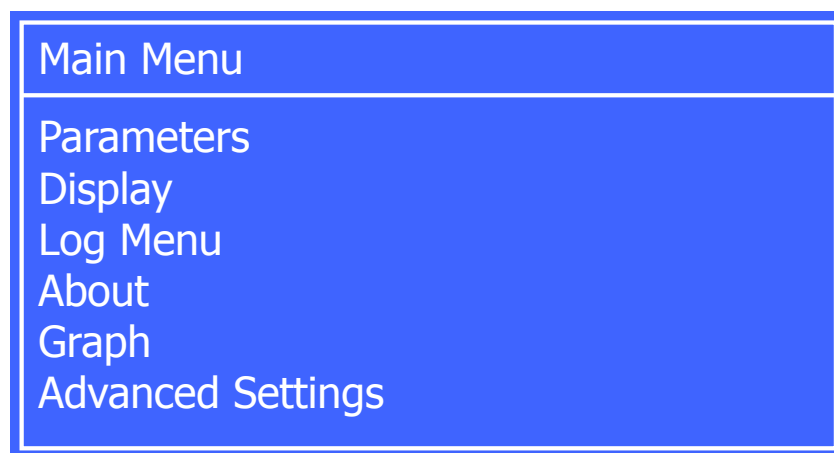 Main Menu
Parameters
Display
Log Menu
About
Graph
Advanced Settings